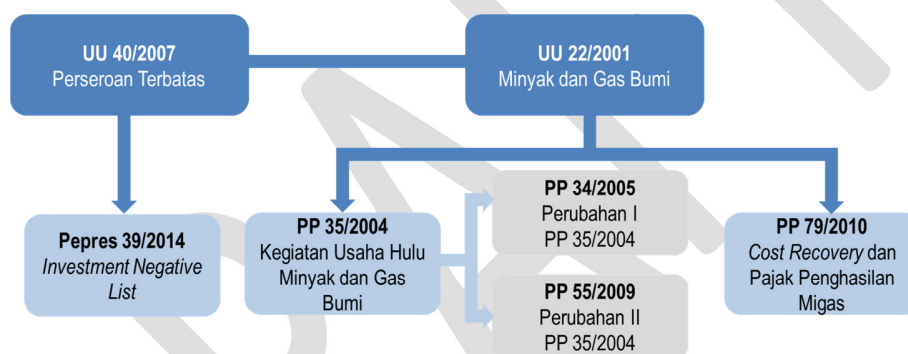 UU 40/2007
Perseroan Terbatas
UU 22/2001
Minyak dan Gas Bumi
Pepres 39/2014
Investment Negative
List
PP 35/2004
Kegiatan Usaha Hulu
Minyak dan Gas
Bumi
PP 34/2005
Perubahan I
PP 35/2004
PP 55/2009
Perubahan II
PP 35/2004
PP 79/2010
Cost Recovery dan
Pajak Penghasilan
Migas